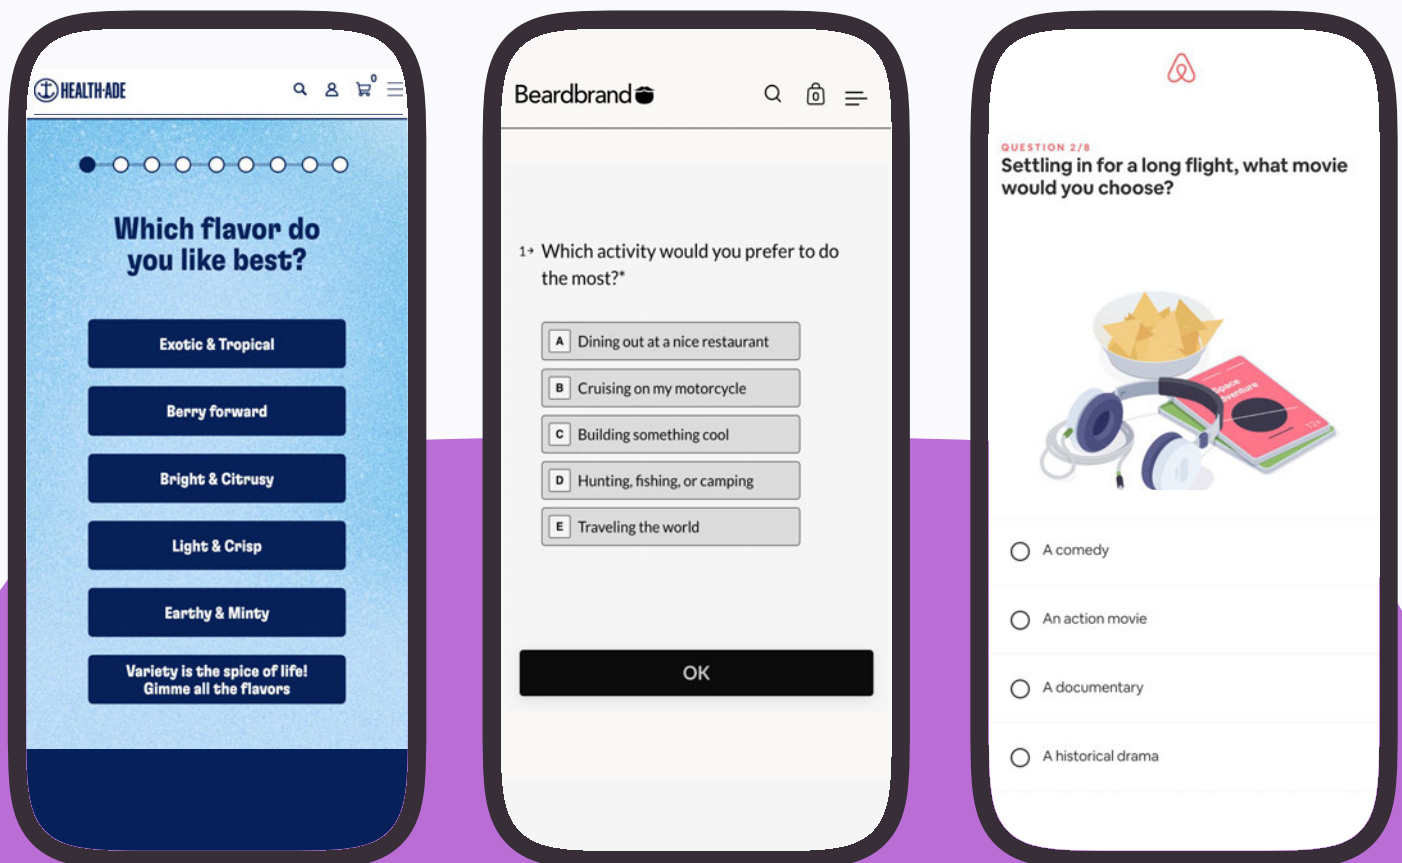 HEALTH-ADE
0
Which flavor do
you like best?
Exotic & Tropical
Berry forward
Bright & Citrusy
Light & Crisp
Earthy & Minty
Variety is the spice of life!
Gimme all the flavors
Beardbrand
0
1→ Which activity would you prefer to do
the most?*
A Dining out at a nice restaurant
B Cruising on my motorcycle
C Building something cool
D Hunting, fishing, or camping
E Traveling the world
OK
QUESTION 2/8
Settling in for a long flight, what movie
would you choose?
Space
Adventure
12+
A comedy
An action movie
A documentary
A historical drama